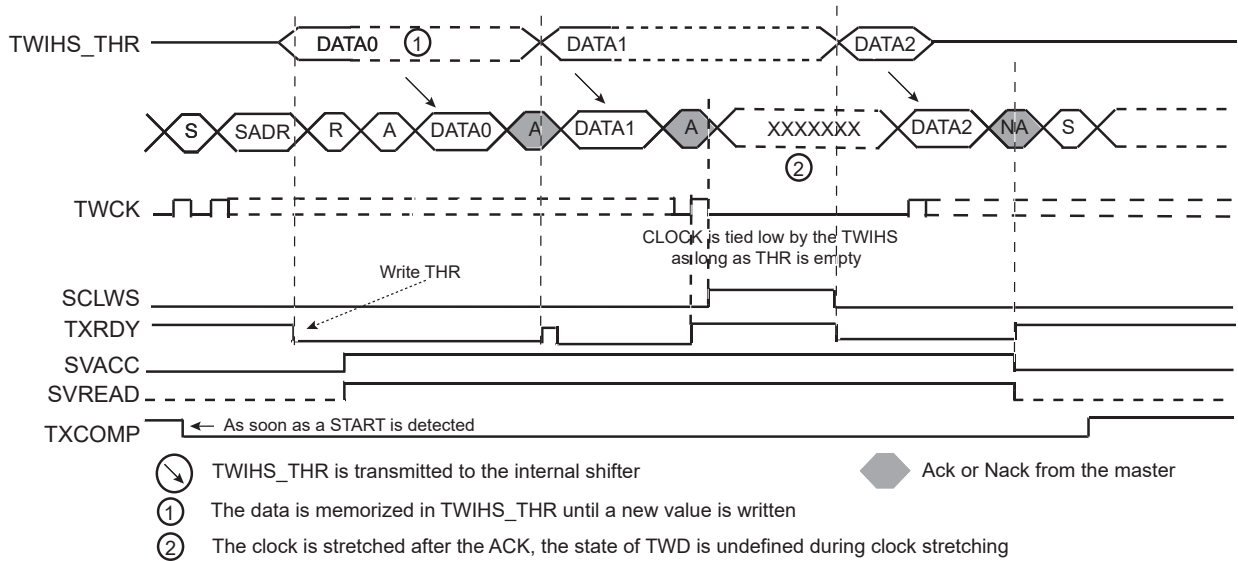 TWIHS_THR DATA0 1 DATA1 DATA2
S SADR R A DATA0 A DATA1 A XXXXXXX DATA2 NA S
2
TWCK
CLOCK is tied low by the TWIHS
as long as THR is empty
Write THR
SCLWS
TXRDY
SVACC
SVREAD
TXCOMP As soon as a START is detected
TWIHS_THR is transmitted to the internal shifter
Ack or Nack from the master
1 The data is memorized in TWIHS_THR until a new value is written
2 The clock is stretched after the ACK, the state of TWD is undefined during clock stretching